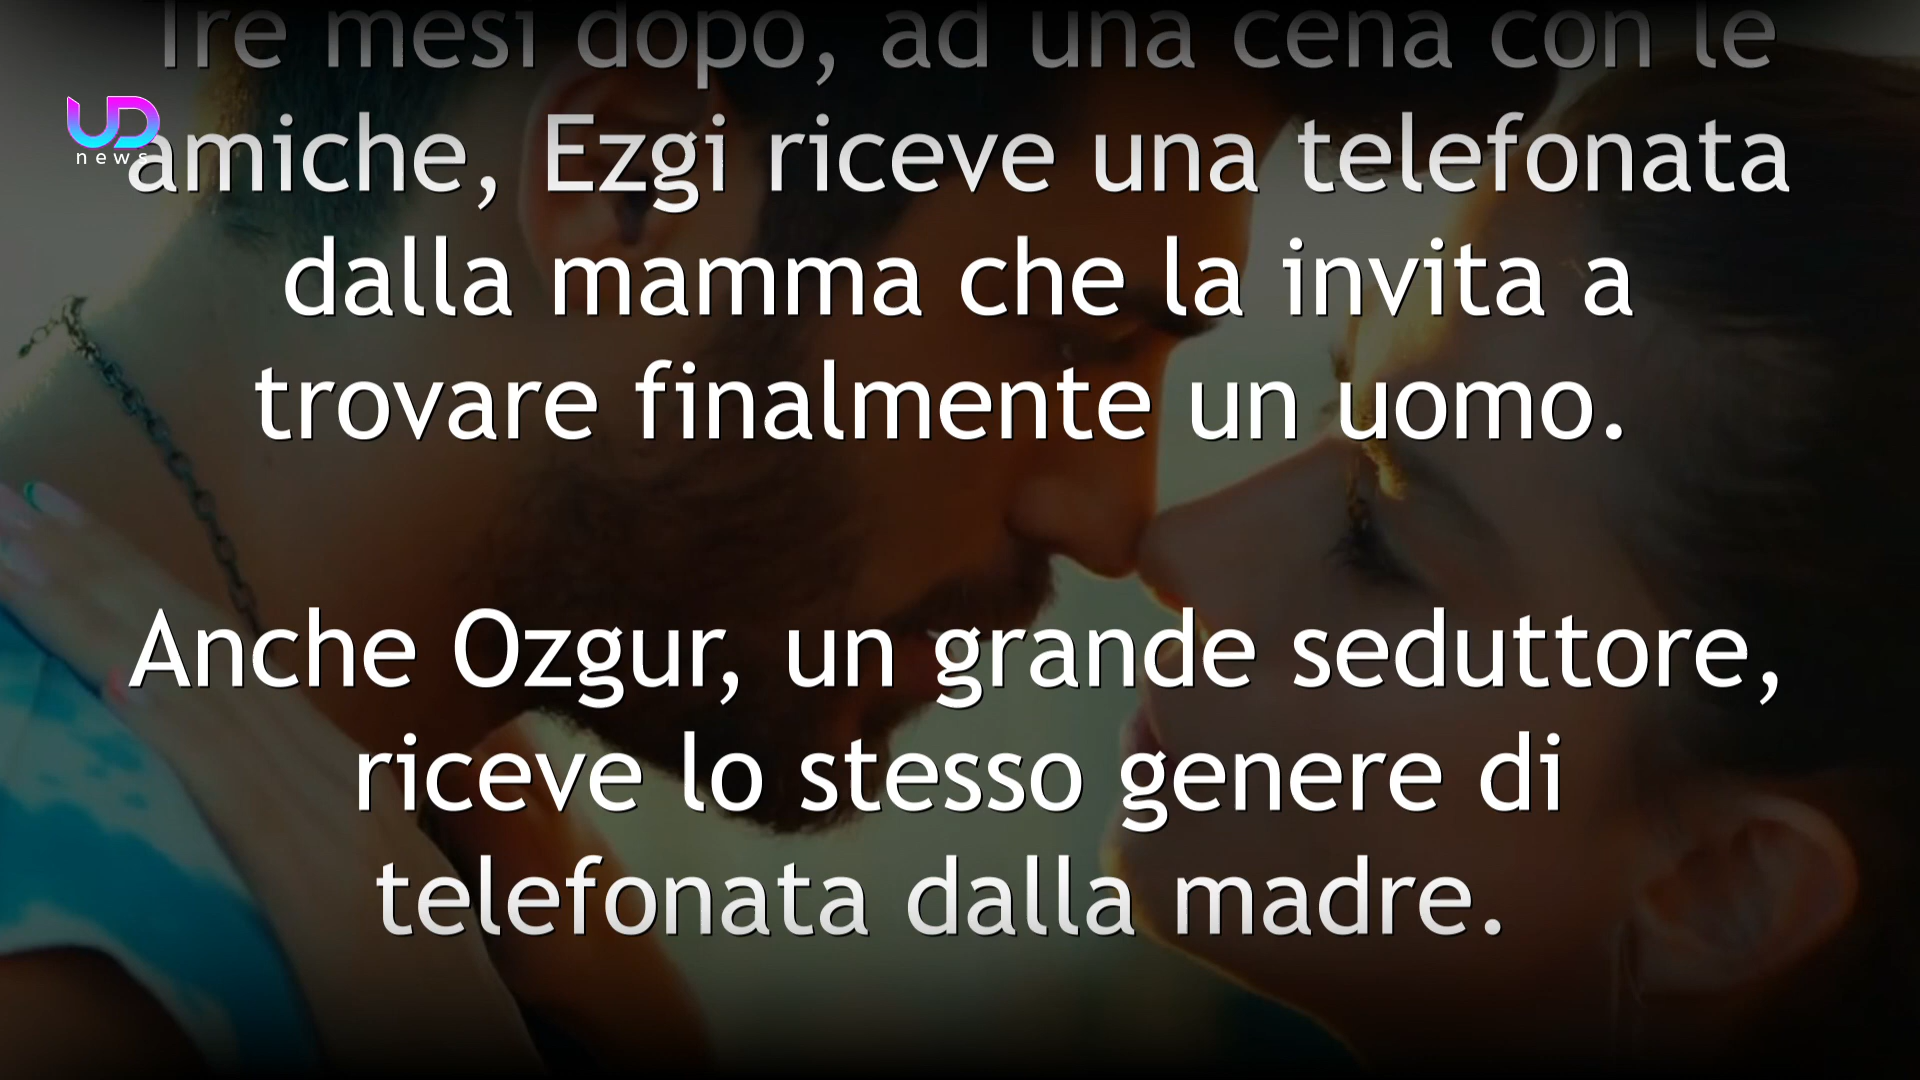 Tre mesi dopo, ad una cena con le
UD
news
amiche, Ezgi riceve una telefonata
dalla mamma che la invita a
trovare finalmente un uomo.
Anche Ozgur, un grande seduttore,
riceve lo stesso genere di
telefonata dalla madre.